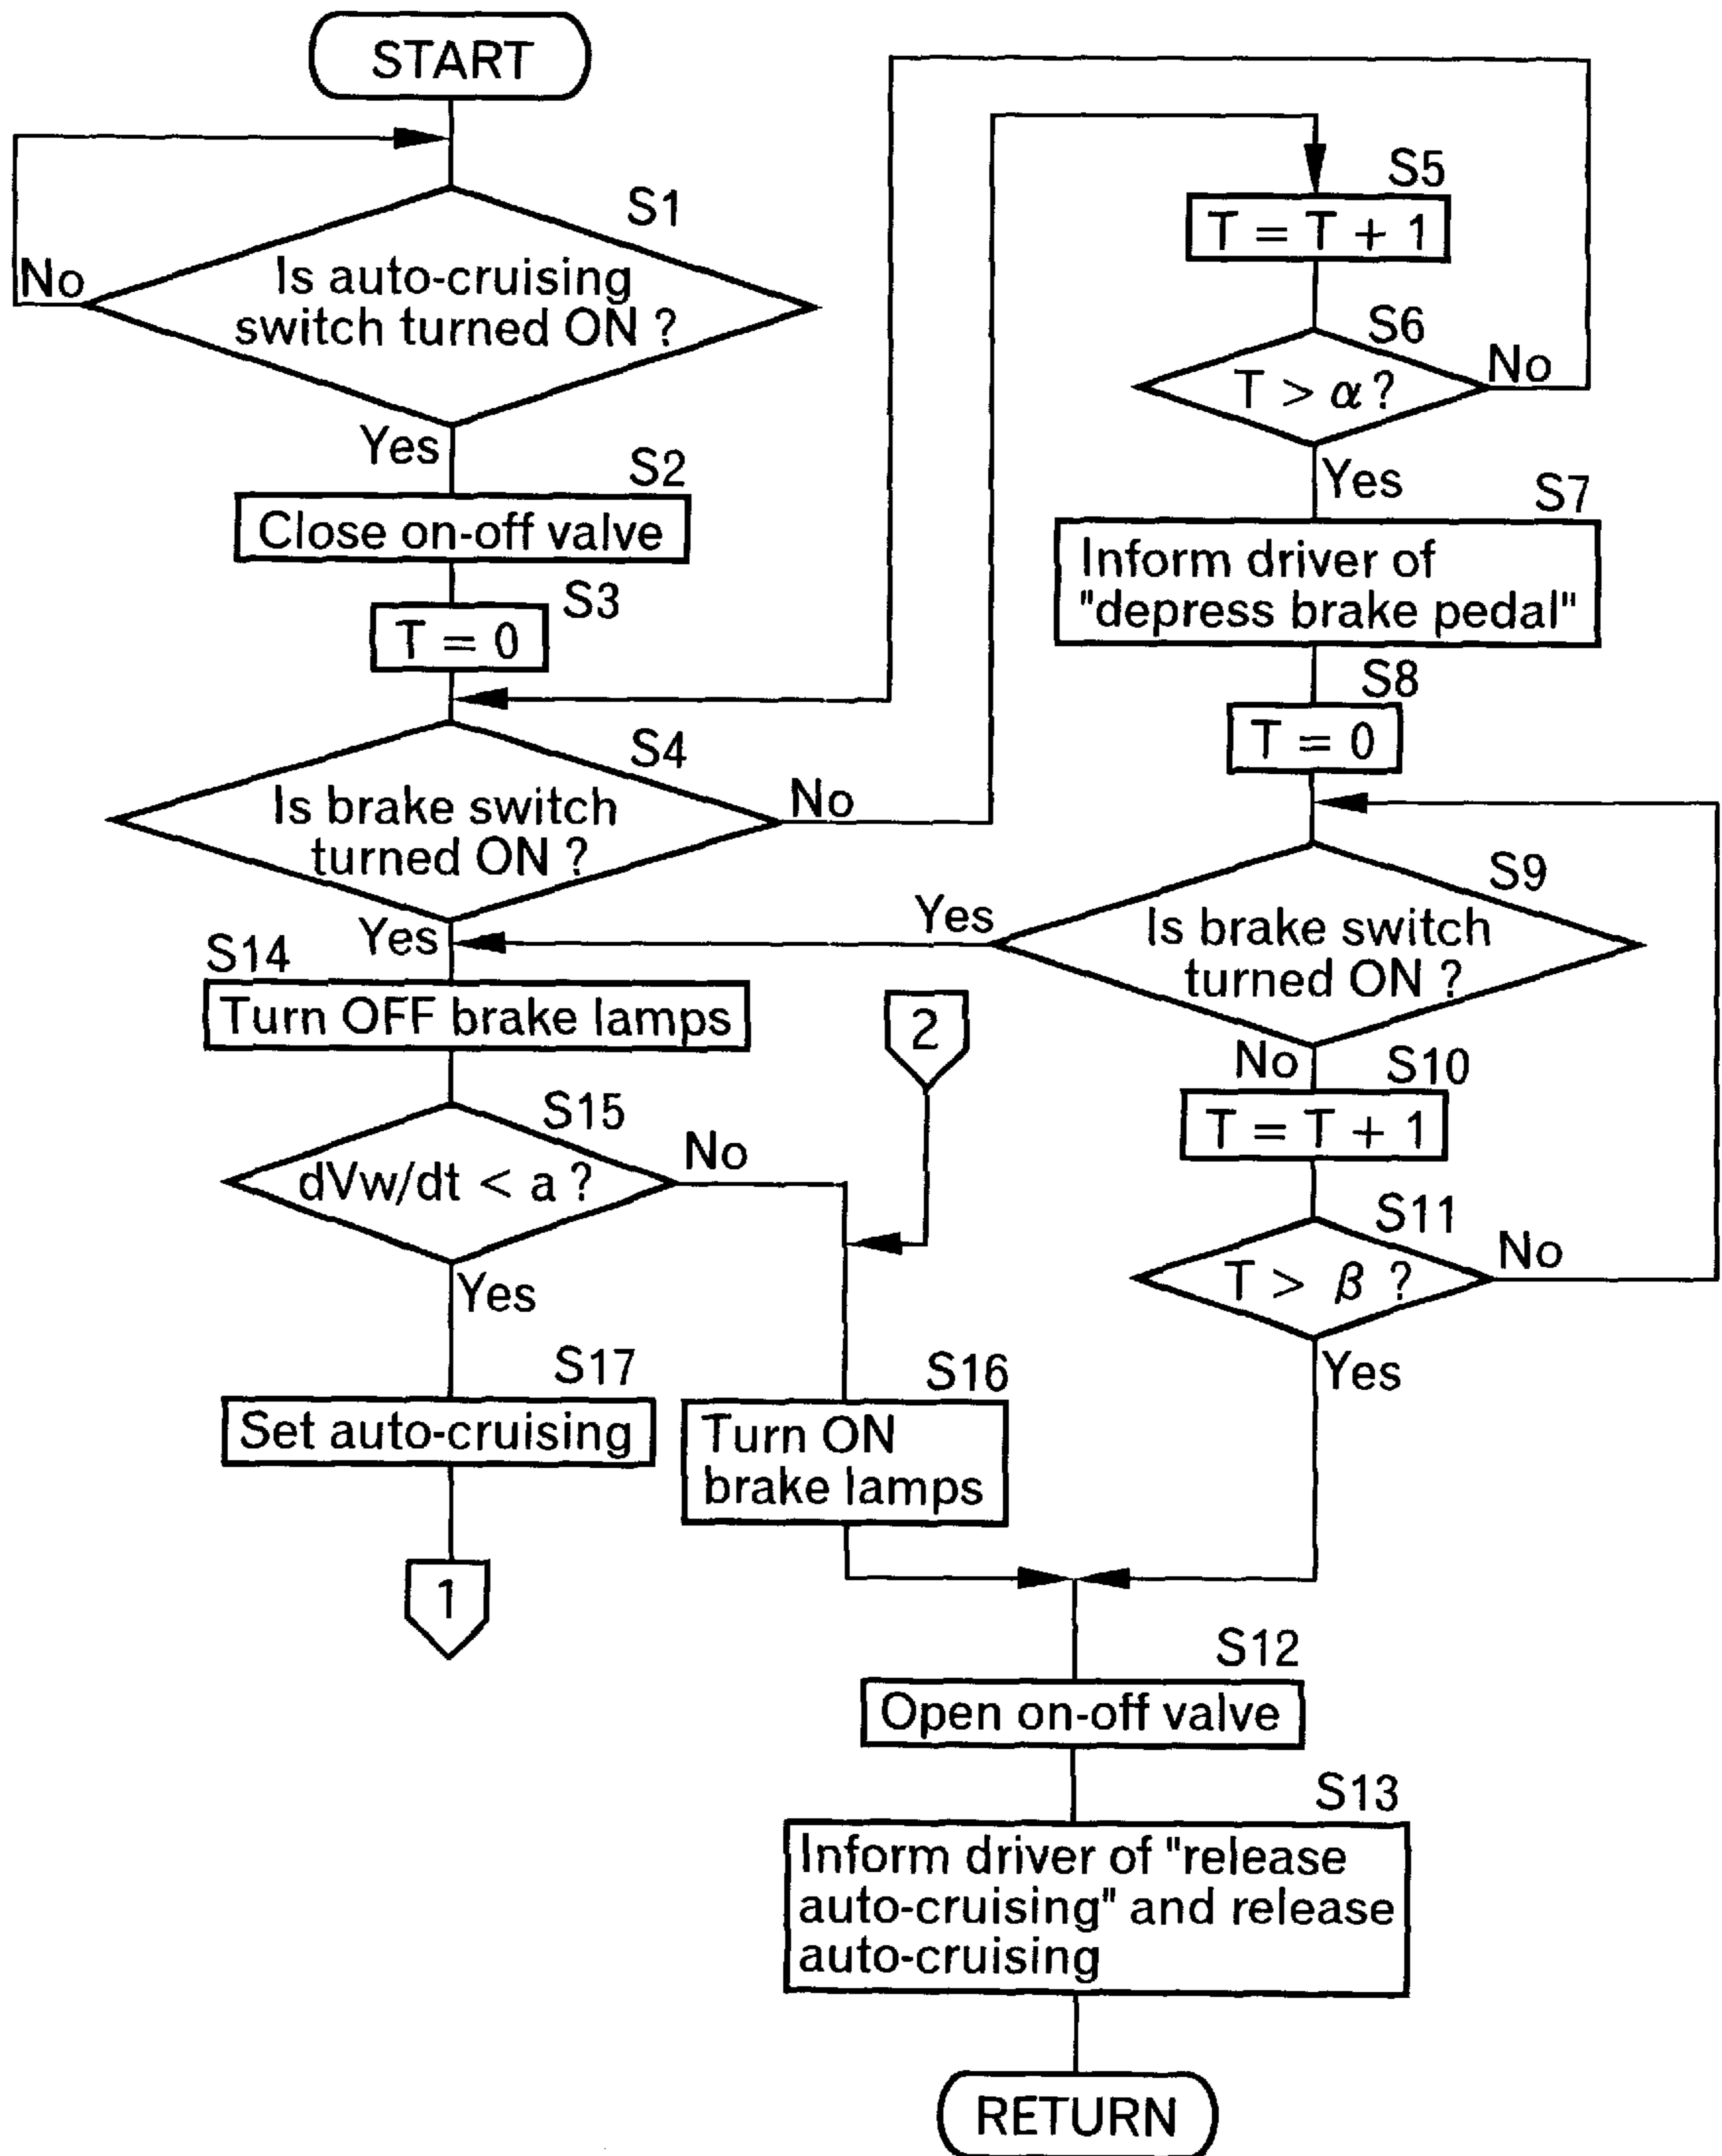 START
S1
No
Is auto-cruising
switch turned ON ?
Yes
S2
Close on-off valve
S3
T = 0
S4
Is brake switch
turned ON ?
No
Yes
S14
Turn OFF brake lamps
S15
dVw/dt < a ?
No
Yes
S17
Set auto-cruising
1
2
S16
Turn ON
brake lamps
S5
T = T + 1
S6
T > α ?
No
Yes
S7
Inform driver of
"depress brake pedal"
S8
T = 0
S9
Yes
Is brake switch
turned ON ?
No
S10
T = T + 1
S11
T > β ?
No
Yes
S12
Open on-off valve
S13
Inform driver of "release
auto-cruising" and release
auto-cruising
RETURN